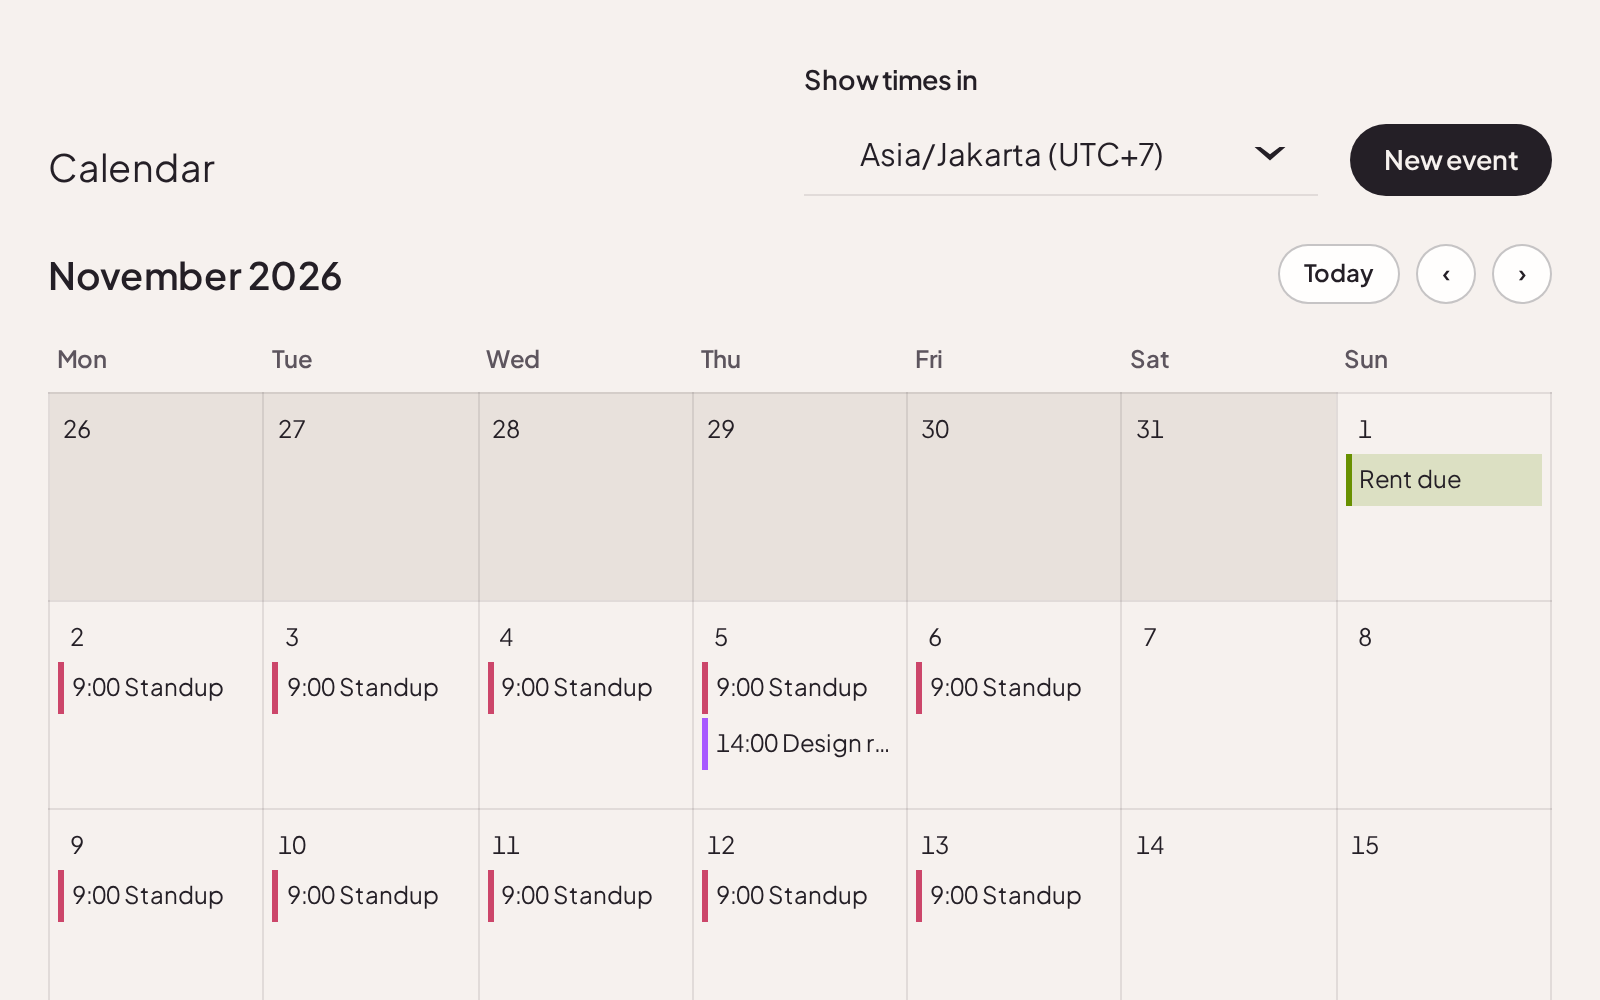 Show times in
Calendar
Asia/Jakarta (UTC+7)
New event
November 2026
Today
‹
›
Mon Tue Wed Thu Fri Sat Sun
26 27 28 29 30 31 1
Rent due
2 3 4 5 6 7 8
9:00 Standup 9:00 Standup 9:00 Standup 9:00 Standup 9:00 Standup
14:00 Design r…
9 10 11 12 13 14 15
9:00 Standup 9:00 Standup 9:00 Standup 9:00 Standup 9:00 Standup